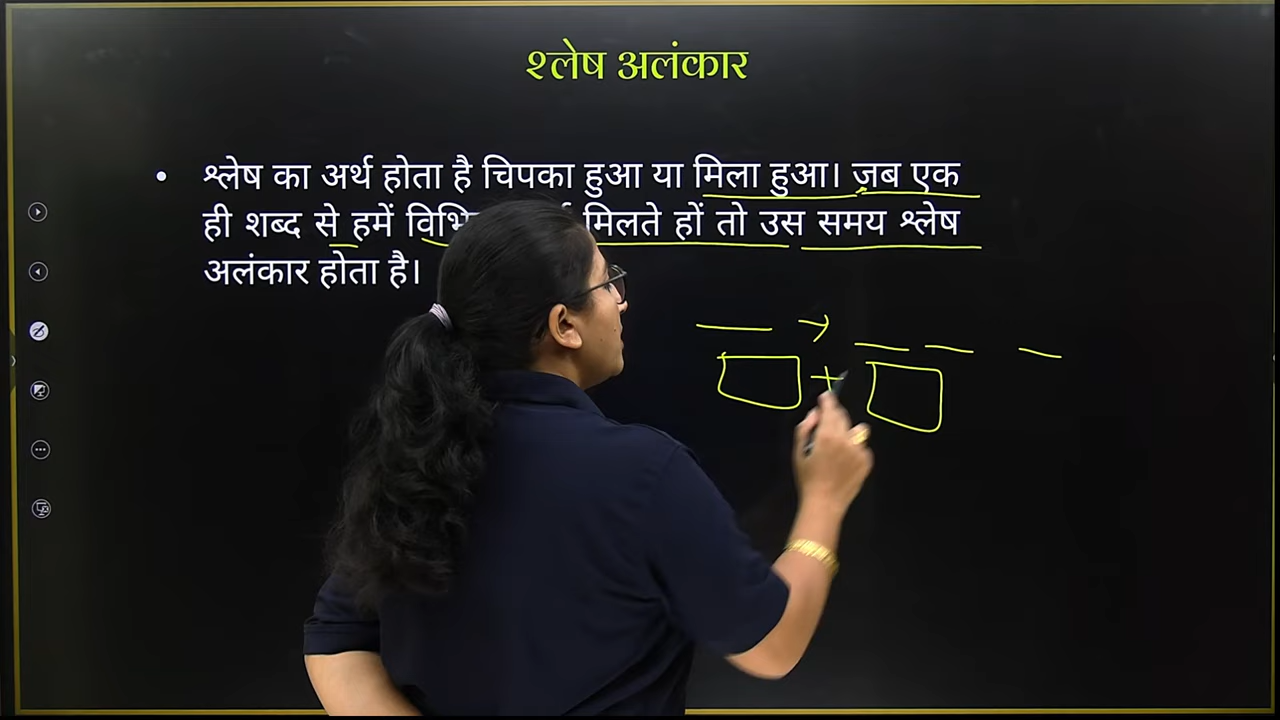 श्लेष अलंकार
• श्लेष का अर्थ होता है चिपका हुआ या मिला हुआ। जब एक
ही शब्द से हमें मिलते हों तो उस समय श्लेष
अलंकार होता है।